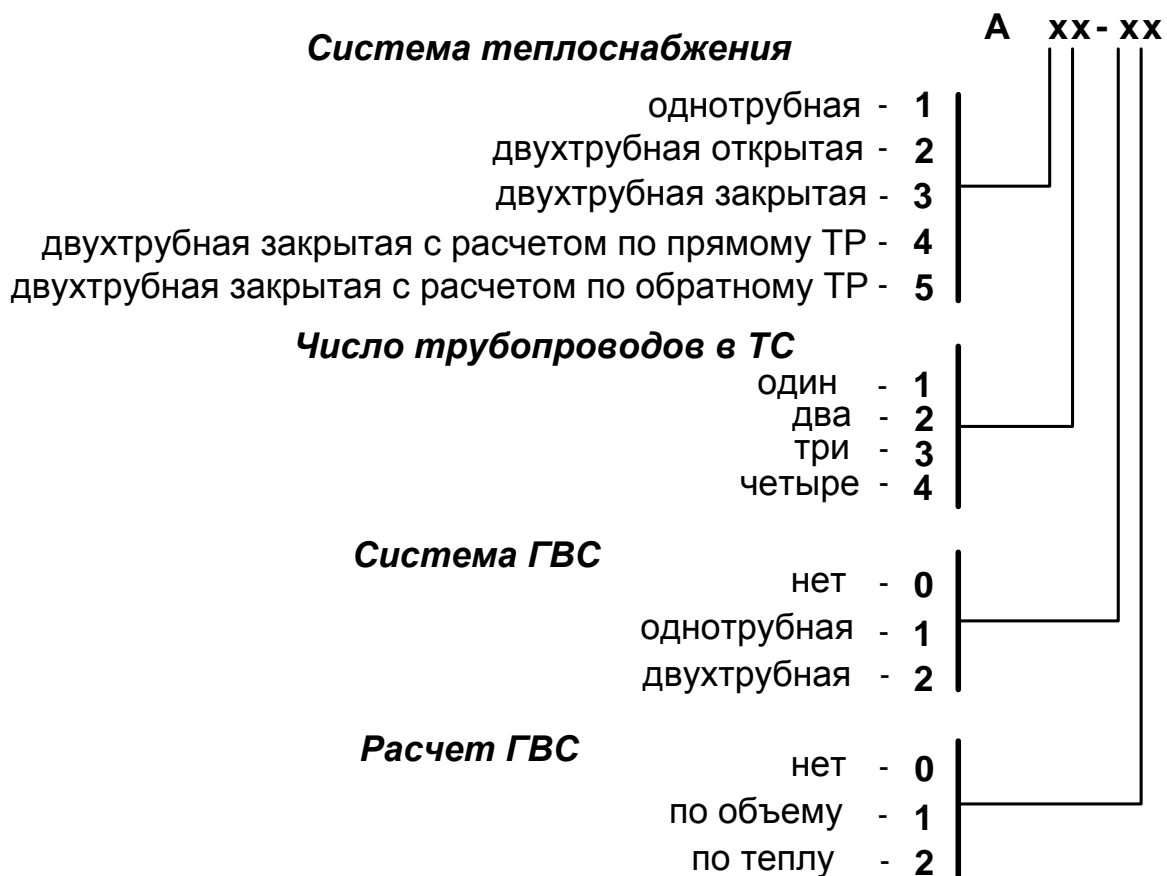 А хх- хх
Система теплоснабжения
однотрубная - 1
двухтрубная открытая - 2
двухтрубная закрытая - 3
двухтрубная закрытая с расчетом по прямому ТР - 4
двухтрубная закрытая с расчетом по обратному ТР - 5
Число трубопроводов в ТС
один - 1
два - 2
три - 3
четыре - 4
Система ГВС
нет - 0
однотрубная - 1
двухтрубная - 2
Расчет ГВС
нет - 0
по объему - 1
по теплу - 2